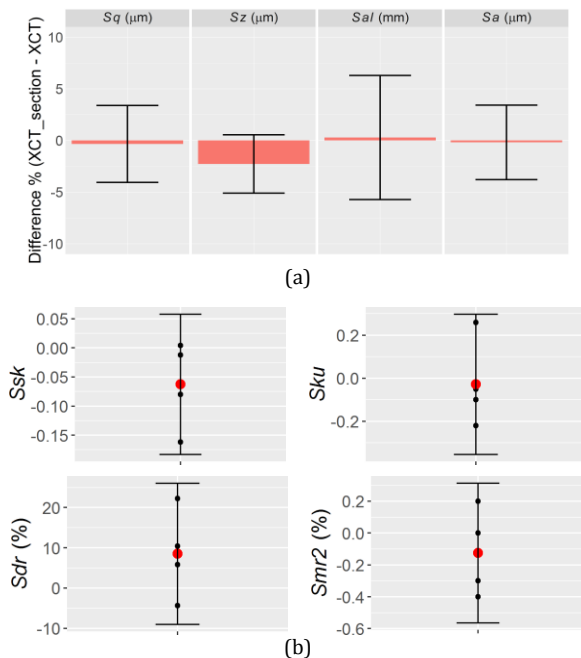 Sq (µm) Sz (µm) Sal (mm) Sa (µm)
Difference % (XCT_section - XCT)
10
5
0
-5
-10
(a)
Ssk
0.05
0.00
-0.05
-0.10
-0.15
Sku
0.2
0.0
-0.2
Sdr (%)
20
10
0
-10
Smr2 (%)
0.2
0.0
-0.2
-0.4
-0.6
(b)